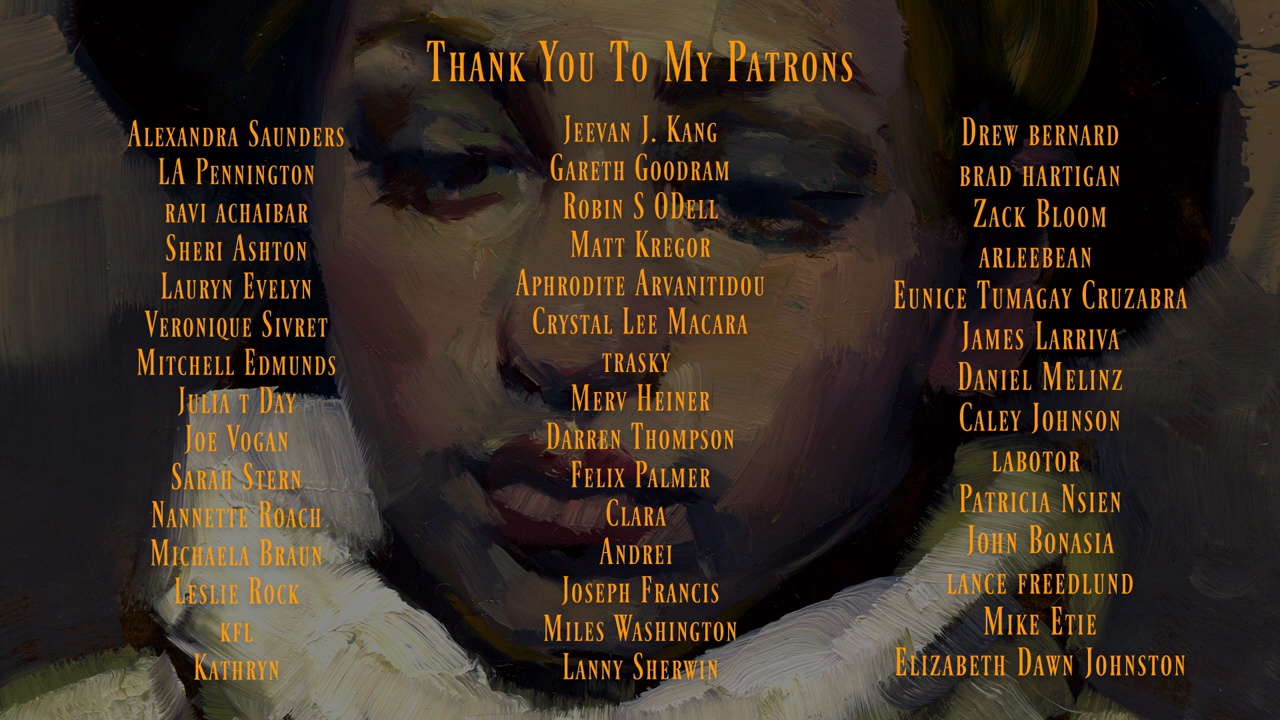 Thank You To My Patrons
Alexandra Saunders
LA Pennington
ravi achaibar
Sheri Ashton
Lauryn Evelyn
Veronique Sivret
Mitchell Edmunds
Julia t Day
Joe Vogan
Sarah Stern
Nannette Roach
Michaela Braun
Leslie Rock
kfl
Kathryn
Jeevan J. Kang
Gareth Goodram
Robin S ODell
Matt Kregor
Aphrodite Arvanitidou
Crystal Lee Macara
trasky
Merv Heiner
Darren Thompson
Felix Palmer
Clara
Andrei
Joseph Francis
Miles Washington
Lanny Sherwin
Drew bernard
brad hartigan
Zack Bloom
arleebean
Eunice Tumagay Cruzabra
James Larriva
Daniel Melinz
Caley Johnson
labotor
Patricia Nsien
John Bonasia
lance freedlund
Mike Etie
Elizabeth Dawn Johnston